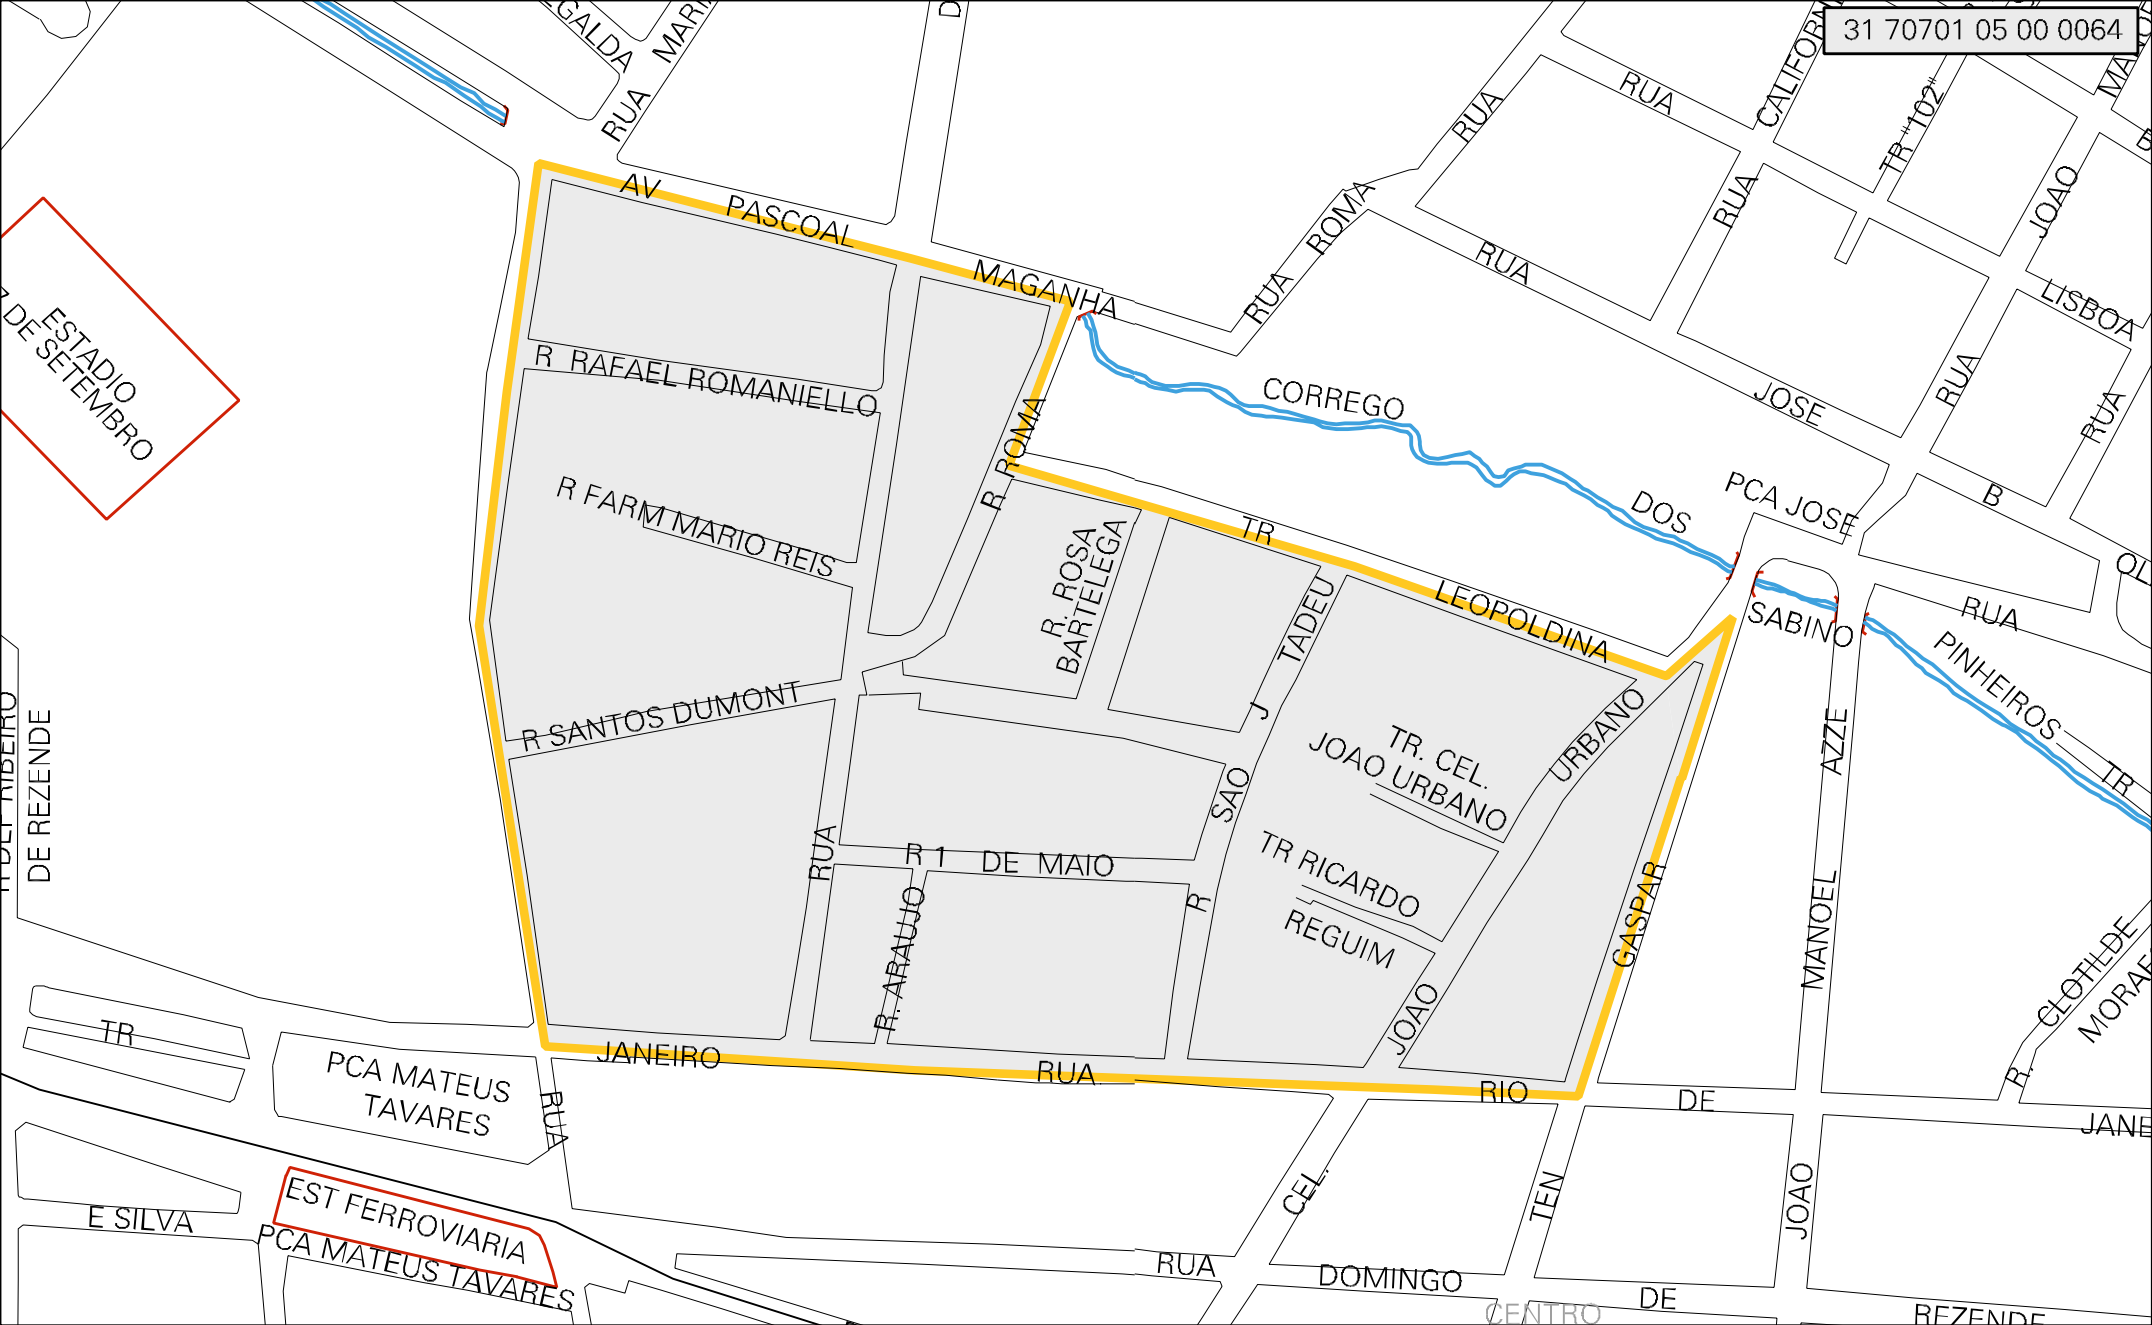 31 70701 05 00 0064
EGALDA
RUA MARI
D
RUA
RUA
CALIFORN
TR "102"
RUA
JOAO
AV PASCOAL MAGANHA
RUA ROMA
RUA
LISBOA
ESTADIO
7 DE SETEMBRO
R RAFAEL ROMANIELLO
CORREGO DOS PINHEIROS
JOSE
RUA
RUA
R ROMA
R FARM MARIO REIS
PCA JOSE
SABINO
B
TR LEOPOLDINA
R. ROSA
BARTELEGA
RUA
R SANTOS DUMONT
R SAO J TADEU
TR. CEL.
JOAO URBANO
URBANO
TR
DE REZENDE
R 1 DE MAIO
RUA
R. ARAUJO
TR RICARDO
REGUIM
JOAO
GASPAR
MANOEL
AZZE
CLOTILDE
MORAE
R.
TR
PCA MATEUS
TAVARES
JANEIRO
RUA
RIO
DE
JANE
RUA
CEL.
TEN
JOAO
EST FERROVIARIA
E SILVA
PCA MATEUS TAVARES
RUA
DOMINGO
DE
REZENDE
CENTRO